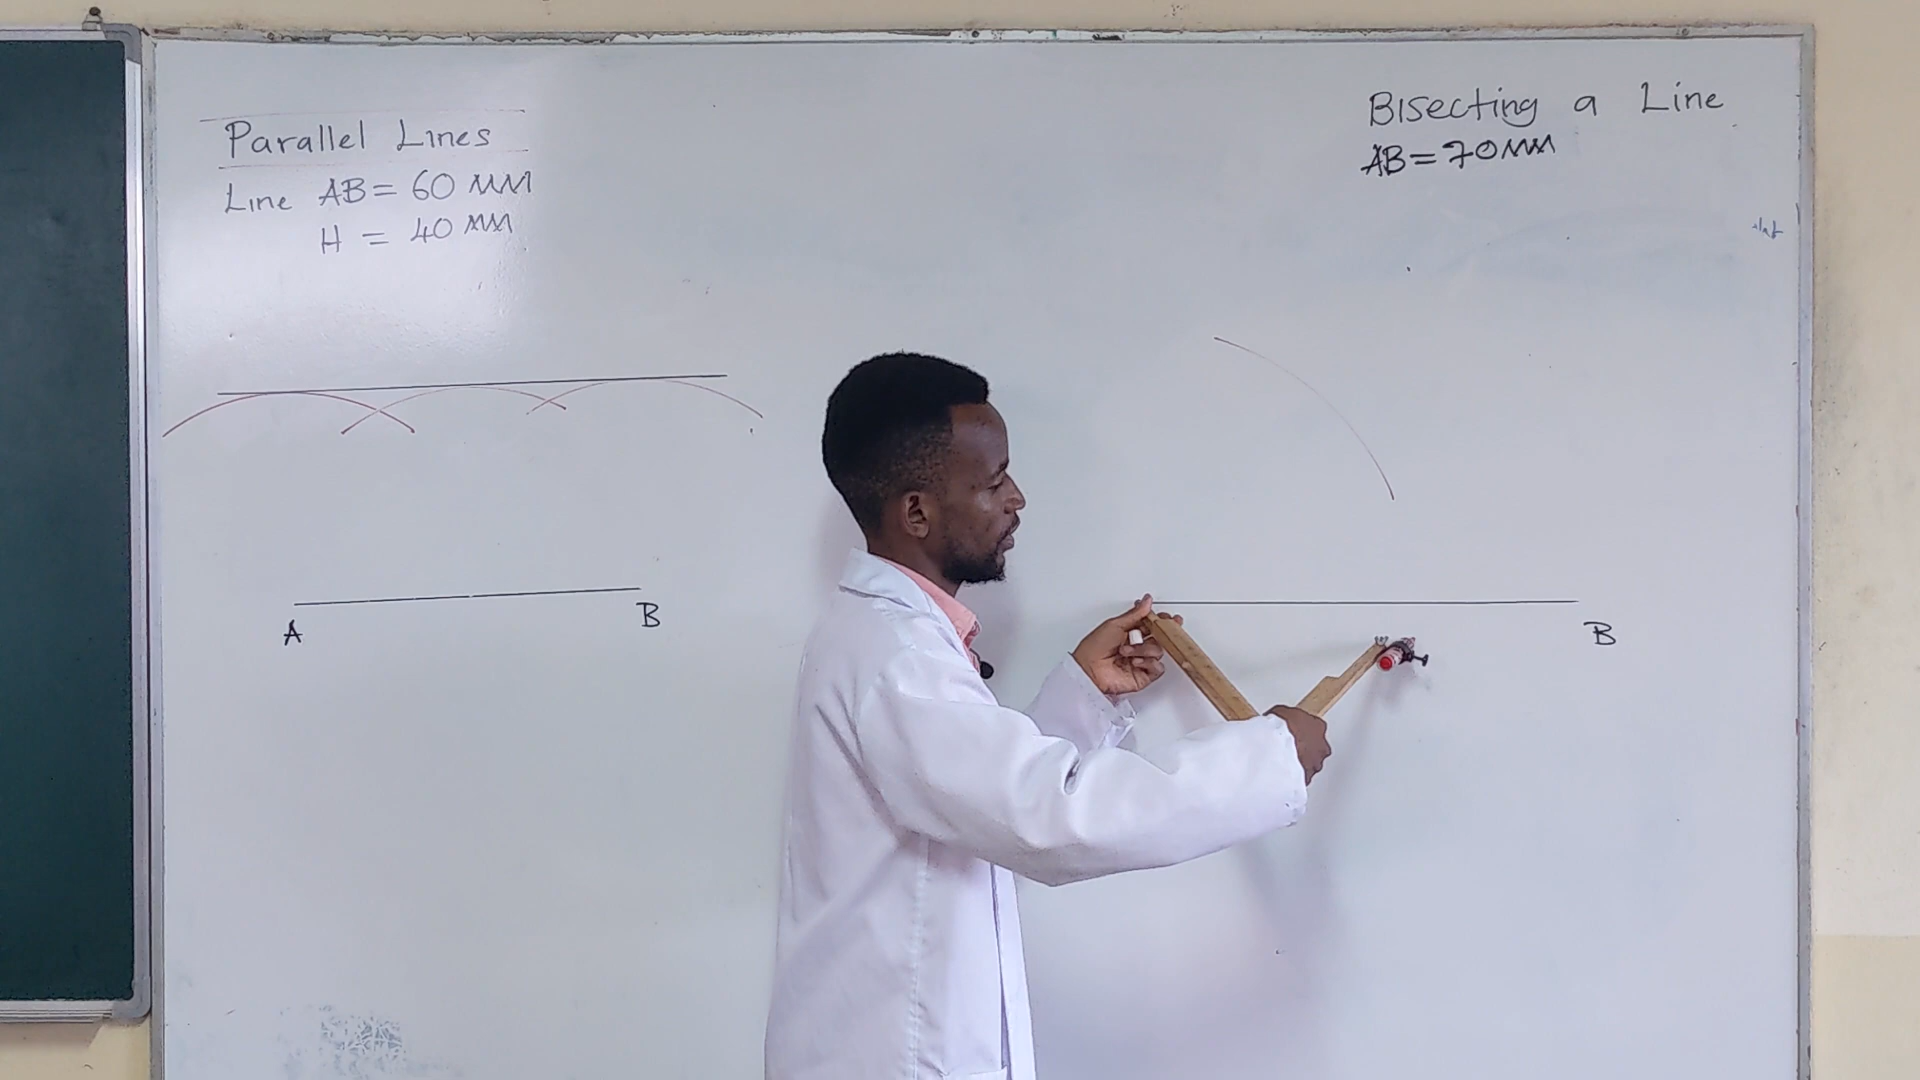 Parallel Lines
Line AB = 60 MM
H = 40 MM
A
B
Bisecting a Line
AB = 70 MM
B